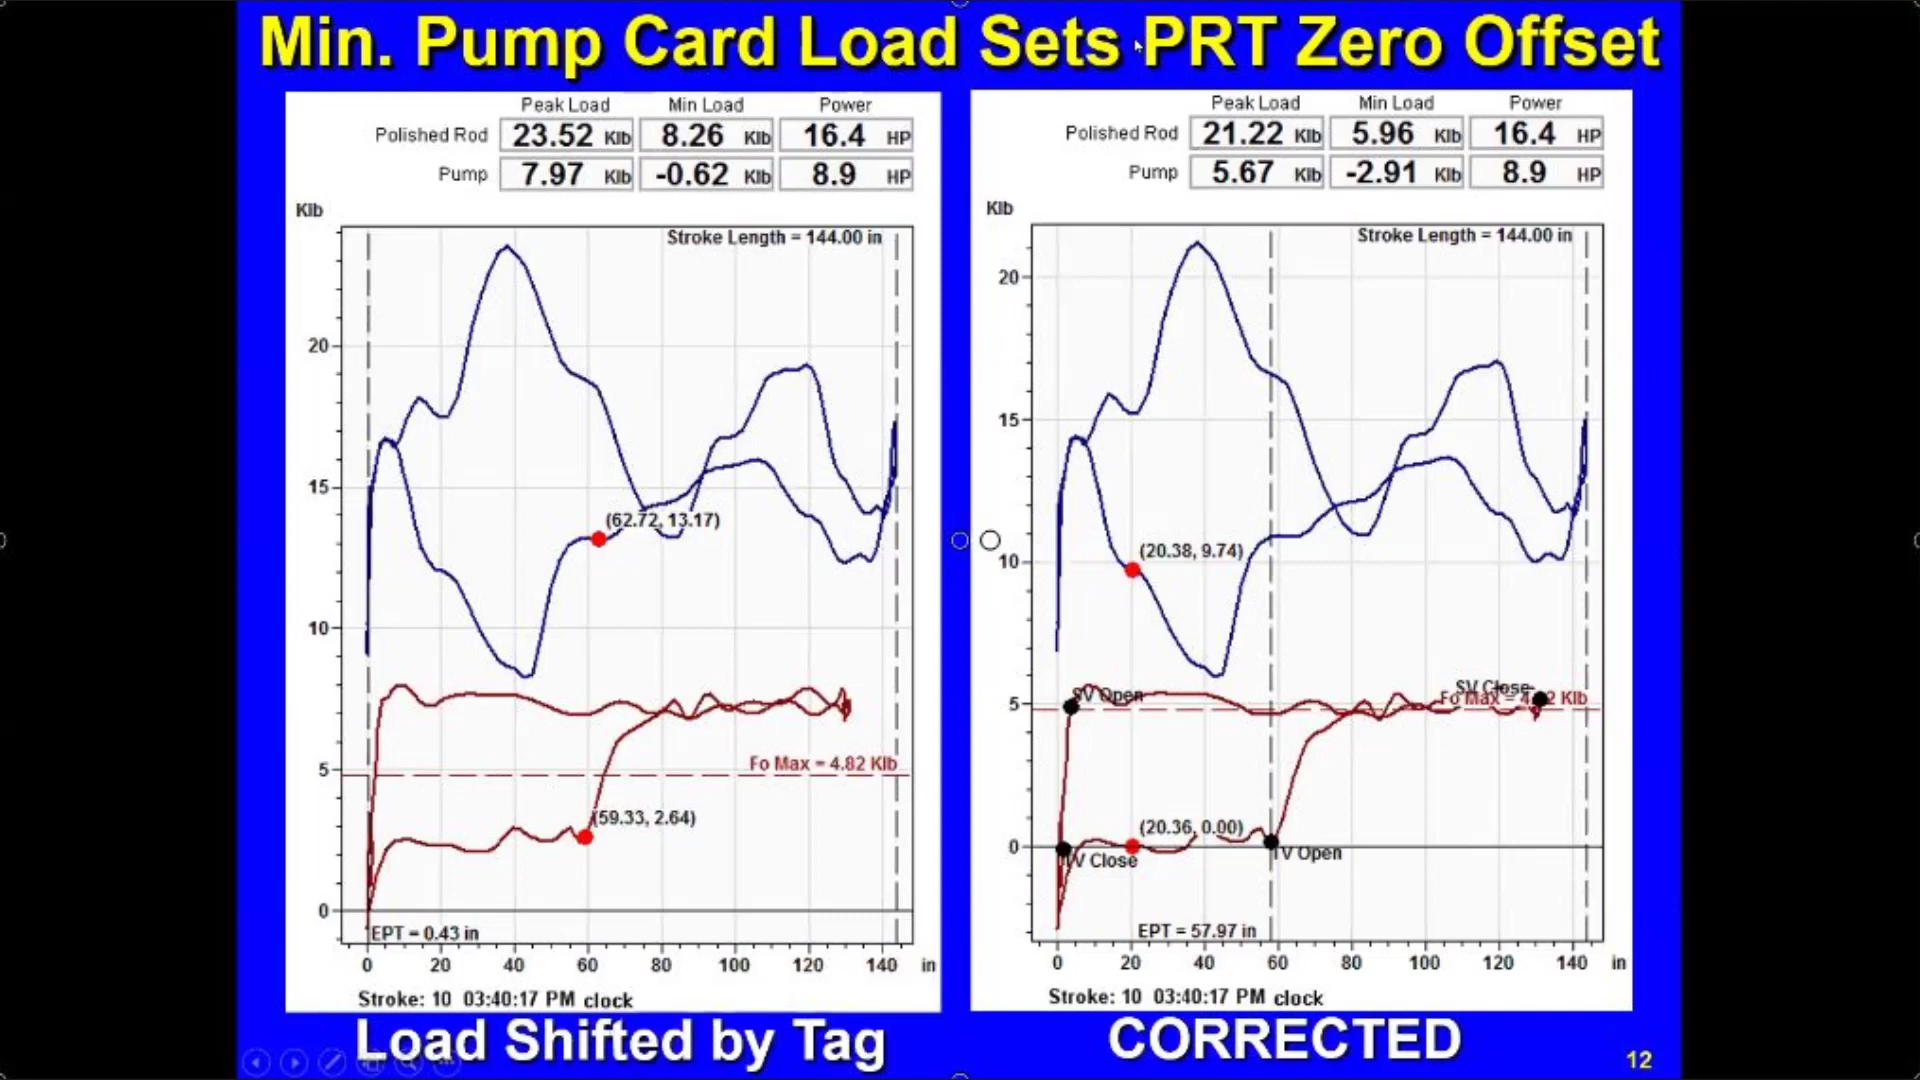 Min. Pump Card Load Sets PRT Zero Offset
Peak Load Min Load Power
Polished Rod 23.52 Klb 8.26 Klb 16.4 HP
Pump 7.97 Klb -0.62 Klb 8.9 HP
Klb
Stroke Length = 144.00 in
20
15
(62.72, 13.17)
10
5
Fo Max = 4.82 Klb
(59.33, 2.64)
0
EPT = 0.43 in
0 20 40 60 80 100 120 140 in
Stroke: 10 03:40:17 PM clock
Load Shifted by Tag
Peak Load Min Load Power
Polished Rod 21.22 Klb 5.96 Klb 16.4 HP
Pump 5.67 Klb -2.91 Klb 8.9 HP
Klb
Stroke Length = 144.00 in
20
15
10
(20.38, 9.74)
SV Open
SV Close
5
Fo Max = Klb
(20.36, 0.00)
0
TV Close
TV Open
EPT = 57.97 in
0 20 40 60 80 100 120 140 in
Stroke: 10 03:40:17 PM clock
CORRECTED
12